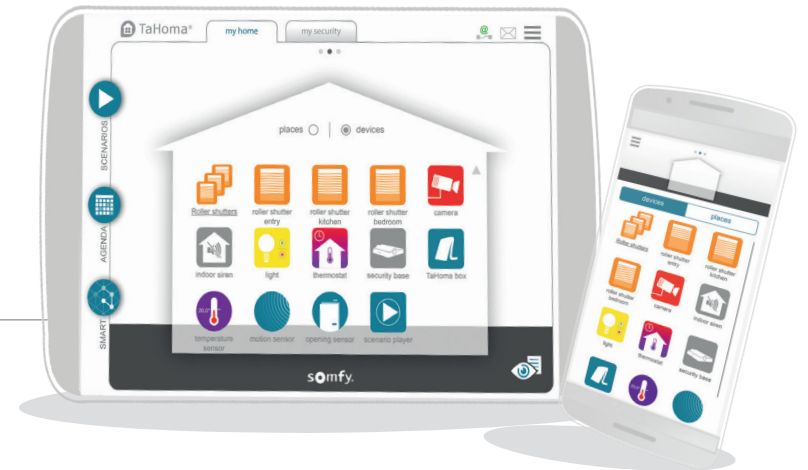 TaHoma®
my home
my security
@
SCENARIOS
AGENDA
SMART
places
devices
Roller shutters
roller shutter
entry
roller shutter
kitchen
roller shutter
bedroom
camera
indoor siren
light
thermostat
security base
TaHoma box
temperature
sensor
motion sensor
opening sensor
scenario player
somfy.
devices
places
Roller shutters
roller shutter
entry
roller shutter
kitchen
roller shutter
bedroom
camera
indoor siren
light
thermostat
security base